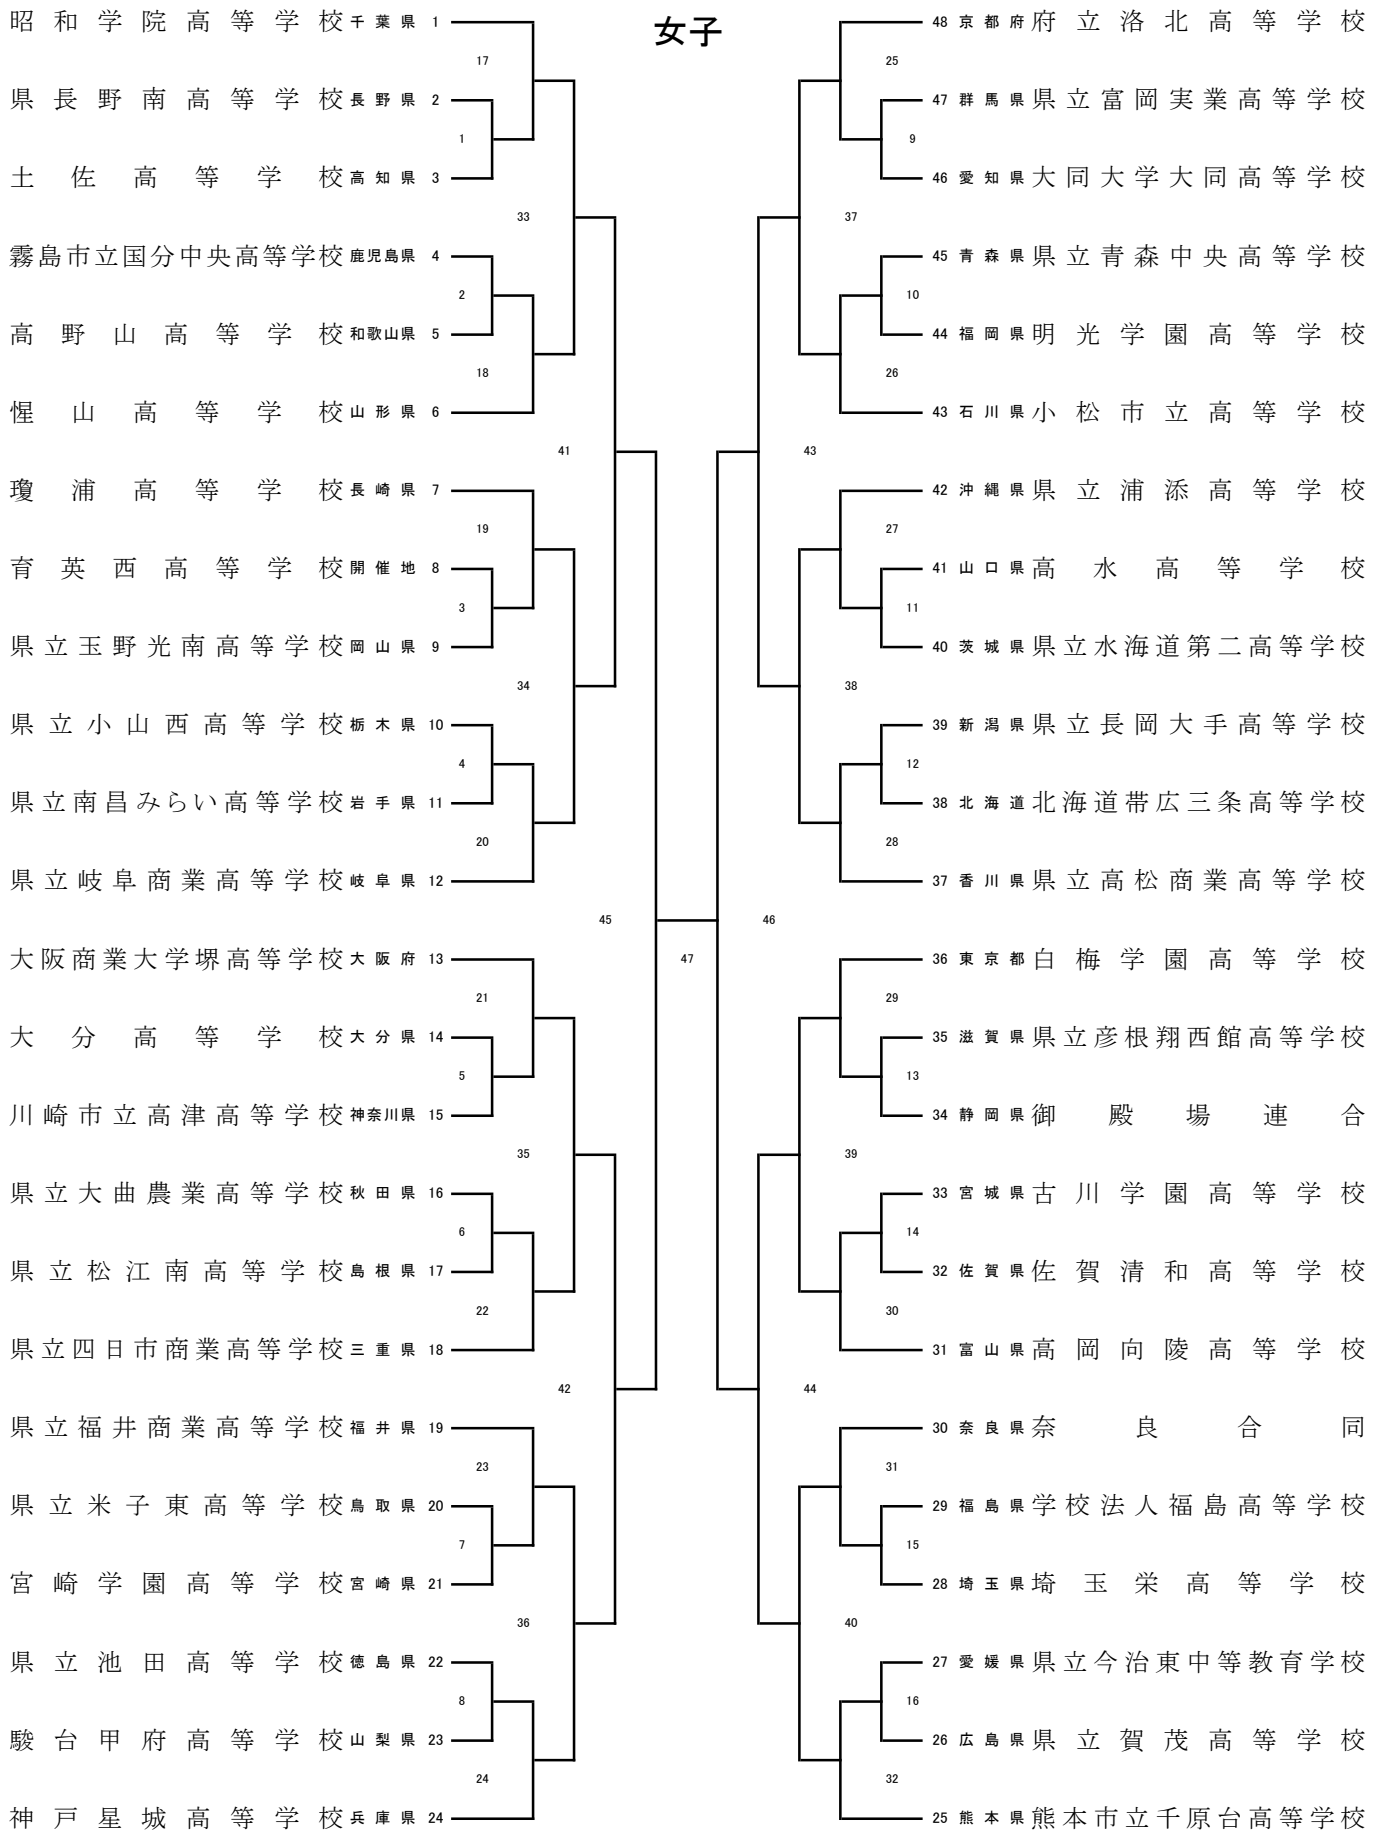 女子
昭和学院高等学校 千葉県 1
17
県長野南高等学校 長野県 2
1
土佐高等学校 高知県 3
33
霧島市立国分中央高等学校 鹿児島県 4
2
高野山高等学校 和歌山県 5
18
惺山高等学校 山形県 6
41
瓊浦高等学校 長崎県 7
19
育英西高等学校 開催地 8
3
県立玉野光南高等学校 岡山県 9
34
県立小山西高等学校 栃木県 10
4
県立南昌みらい高等学校 岩手県 11
20
県立岐阜商業高等学校 岐阜県 12
45
大阪商業大学堺高等学校 大阪府 13
21
大分高等学校 大分県 14
5
川崎市立高津高等学校 神奈川県 15
35
県立大曲農業高等学校 秋田県 16
6
県立松江南高等学校 島根県 17
22
県立四日市商業高等学校 三重県 18
42
県立福井商業高等学校 福井県 19
23
県立米子東高等学校 鳥取県 20
7
宮崎学園高等学校 宮崎県 21
36
県立池田高等学校 徳島県 22
8
駿台甲府高等学校 山梨県 23
24
神戸星城高等学校 兵庫県 24
47
48 京都府 府立洛北高等学校
25
47 群馬県 県立富岡実業高等学校
9
46 愛知県 大同大学大同高等学校
37
45 青森県 県立青森中央高等学校
10
44 福岡県 明光学園高等学校
26
43 石川県 小松市立高等学校
43
42 沖縄県 県立浦添高等学校
27
41 山口県 高水高等学校
11
40 茨城県 県立水海道第二高等学校
38
39 新潟県 県立長岡大手高等学校
12
38 北海道 北海道帯広三条高等学校
28
37 香川県 県立高松商業高等学校
46
36 東京都 白梅学園高等学校
29
35 滋賀県 県立彦根翔西館高等学校
13
34 静岡県 御殿場連合
39
33 宮城県 古川学園高等学校
14
32 佐賀県 佐賀清和高等学校
30
31 富山県 高岡向陵高等学校
44
30 奈良県 奈良合同
31
29 福島県 学校法人福島高等学校
15
28 埼玉県 埼玉栄高等学校
40
27 愛媛県 県立今治東中等教育学校
16
26 広島県 県立賀茂高等学校
32
25 熊本県 熊本市立千原台高等学校